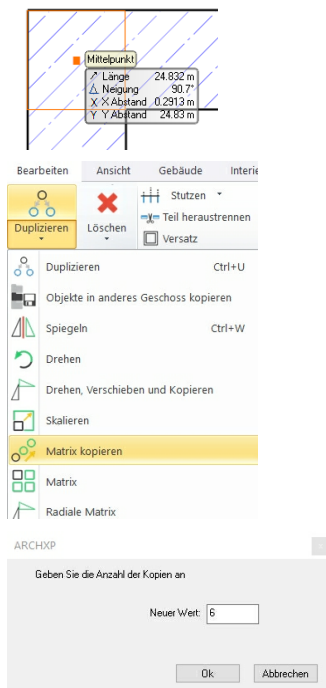 Mittelpunkt
Länge 24.832 m
Neigung 90.7°
X X Abstand 0.2913 m
Y Y Abstand 24.83 m
Bearbeiten Ansicht Gebäude Interie
Duplizieren Löschen Stutzen
Teil heraustrennen
Versatz
Duplizieren Ctrl+U
Objekte in anderes Geschoss kopieren
Spiegeln Ctrl+W
Drehen
Drehen, Verschieben und Kopieren
Skalieren
Matrix kopieren
Matrix
Radiale Matrix
ARCHXP
Geben Sie die Anzahl der Kopien an
Neuer Wert: 6
Ok Abbrechen